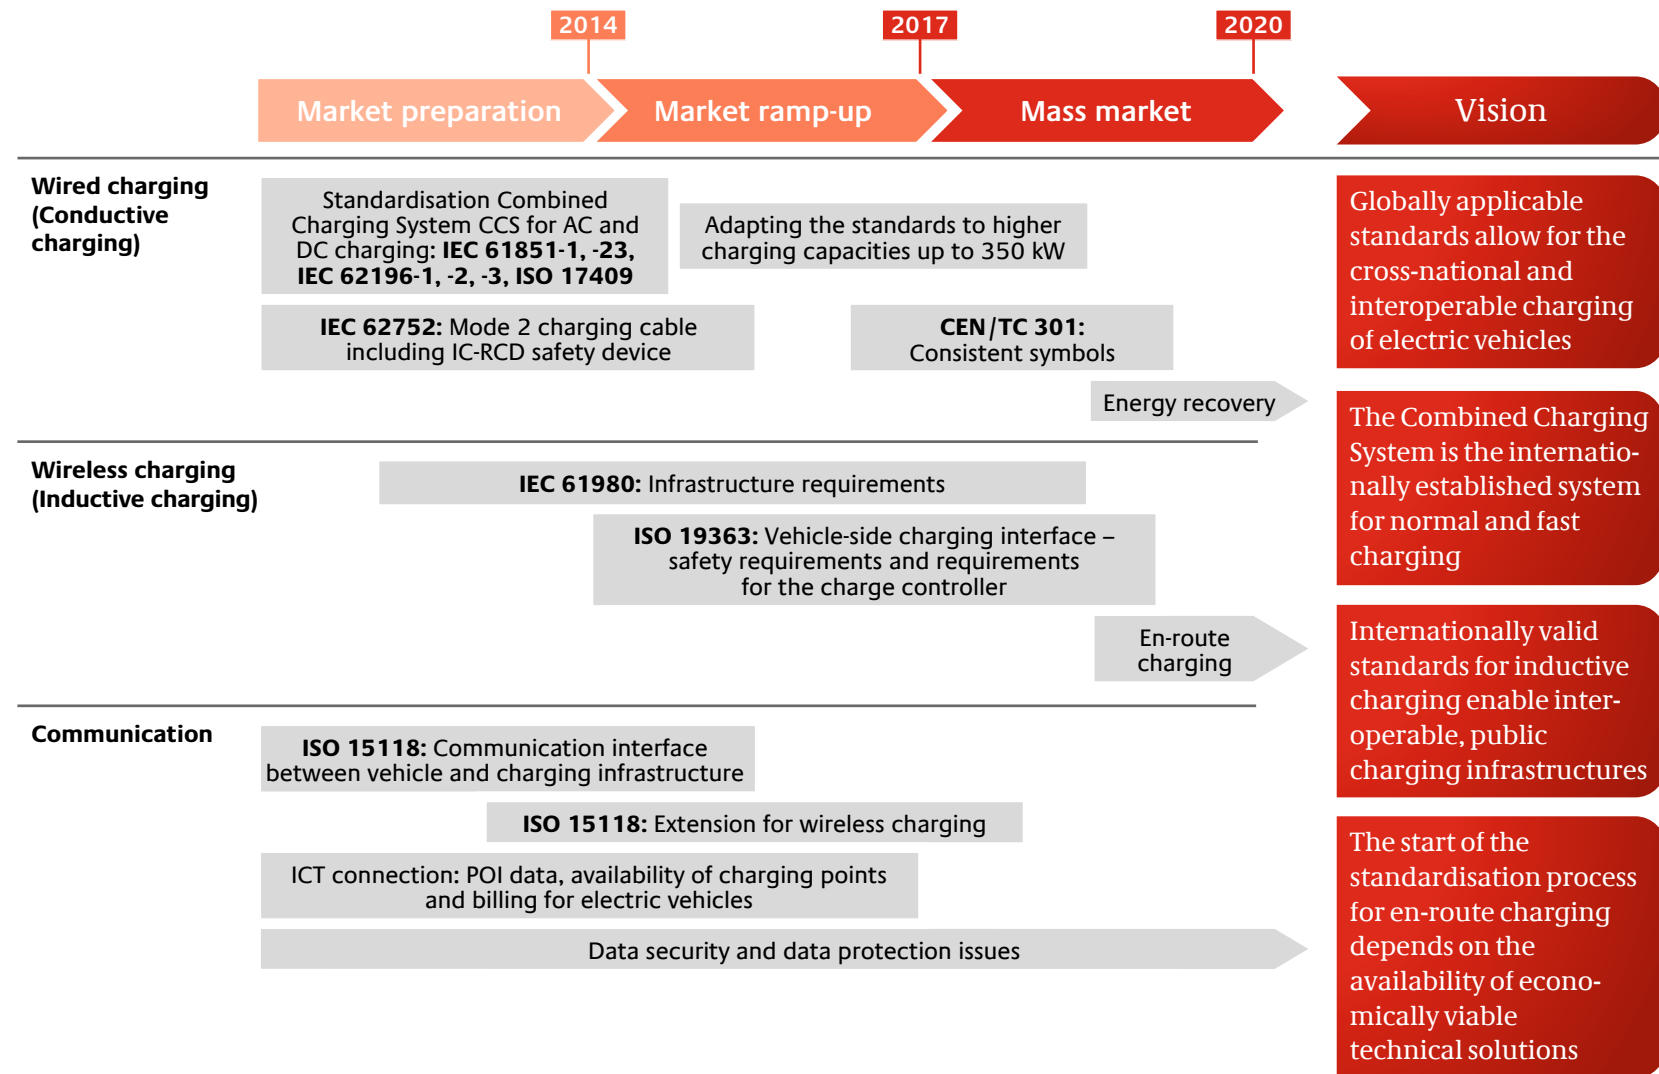 2014
2017
2020
Market preparation
Market ramp-up
Mass market
Vision
Wired charging
(Conductive
charging)
Standardisation Combined
Charging System CCS for AC and
DC charging: IEC 61851-1, -23,
IEC 62196-1, -2, -3, ISO 17409
Adapting the standards to higher
charging capacities up to 350 kW
IEC 62752: Mode 2 charging cable
including IC-RCD safety device
CEN/TC 301:
Consistent symbols
Energy recovery
Globally applicable
standards allow for the
cross-national and
interoperable charging
of electric vehicles
The Combined Charging
System is the internatio-
nally established system
for normal and fast
charging
Wireless charging
(Inductive charging)
IEC 61980: Infrastructure requirements
ISO 19363: Vehicle-side charging interface –
safety requirements and requirements
for the charge controller
En-route
charging
Internationally valid
standards for inductive
charging enable inter-
operable, public
charging infrastructures
Communication
ISO 15118: Communication interface
between vehicle and charging infrastructure
ISO 15118: Extension for wireless charging
ICT connection: POI data, availability of charging points
and billing for electric vehicles
Data security and data protection issues
The start of the
standardisation process
for en-route charging
depends on the
availability of econo-
mically viable
technical solutions